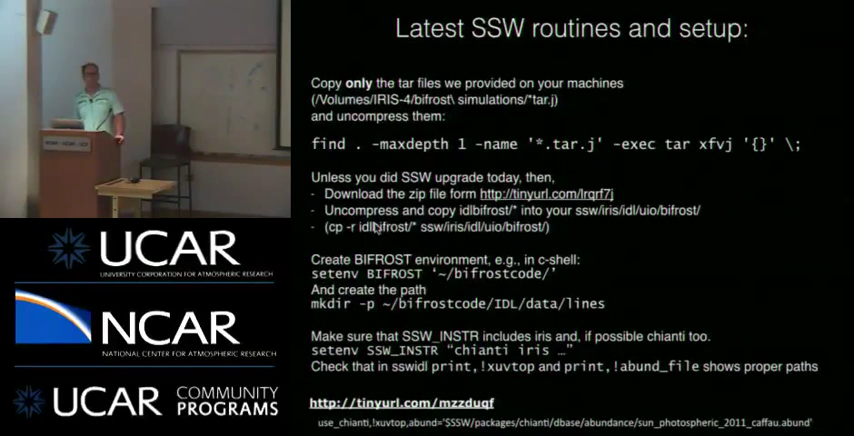 Latest SSW routines and setup:
Copy only the tar files we provided on your machines
(/Volumes/IRIS-4/bifrost\ simulations/*tar.j)
and uncompress them:
find . -maxdepth 1 -name '*.tar.j' -exec tar xfvj '{}' \;
Unless you did SSW upgrade today, then,
- Download the zip file form http://tinyurl.com/lrqrf7j
- Uncompress and copy idlbifrost/* into your ssw/iris/idl/uio/bifrost/
- (cp -r idlbifrost/* ssw/iris/idl/uio/bifrost/)
Create BIFROST environment, e.g., in c-shell:
setenv BIFROST ‘~/bifrostcode/’
And create the path
mkdir -p ~/bifrostcode/IDL/data/lines
Make sure that SSW_INSTR includes iris and, if possible chianti too.
setenv SSW_INSTR “chianti iris …”
Check that in sswidl print,!xuvtop and print,!abund_file shows proper paths
http://tinyurl.com/mzzduqf
use_chianti,!xuvtop,abund='$SSW/packages/chianti/dbase/abundance/sun_photospheric_2011_caffau.abund'
UCAR
UNIVERSITY CORPORATION FOR ATMOSPHERIC RESEARCH
NCAR
NATIONAL CENTER FOR ATMOSPHERIC RESEARCH
UCAR COMMUNITY
PROGRAMS